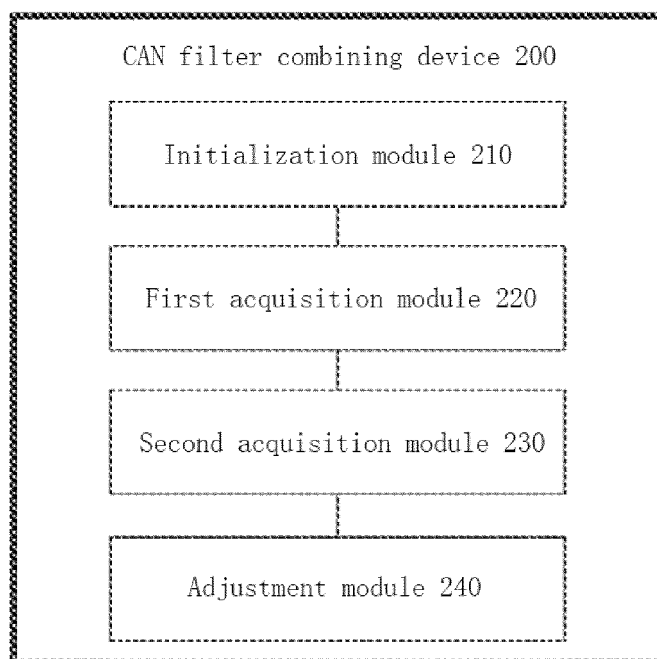 CAN filter combining device 200
Initialization module 210
First acquisition module 220
Second acquisition module 230
Adjustment module 240